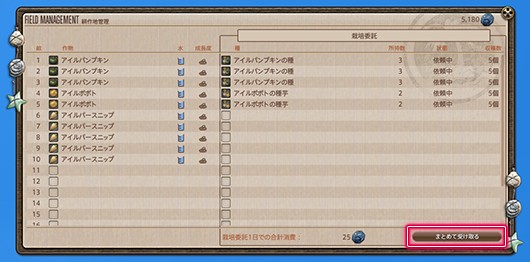 FIELD MANAGEMENT 耕作地管理 5,180
栽培委託
畝 作物 水 成長度 種 所持数 状態 収穫数
1 アイルパンプキン アイルパンプキンの種 3 依頼中 5個
2 アイルパンプキン アイルパンプキンの種 3 依頼中 5個
3 アイルパンプキン アイルパンプキンの種 3 依頼中 5個
4 アイルポポト アイルポポトの種芋 2 依頼中 5個
5 アイルポポト アイルポポトの種芋 2 依頼中 5個
6 アイルパースニップ
7 アイルパースニップ
8 アイルパースニップ
9 アイルパースニップ
10 アイルパースニップ
11
12
13
14
15
栽培委託1日での合計消費: 25 まとめて受け取る